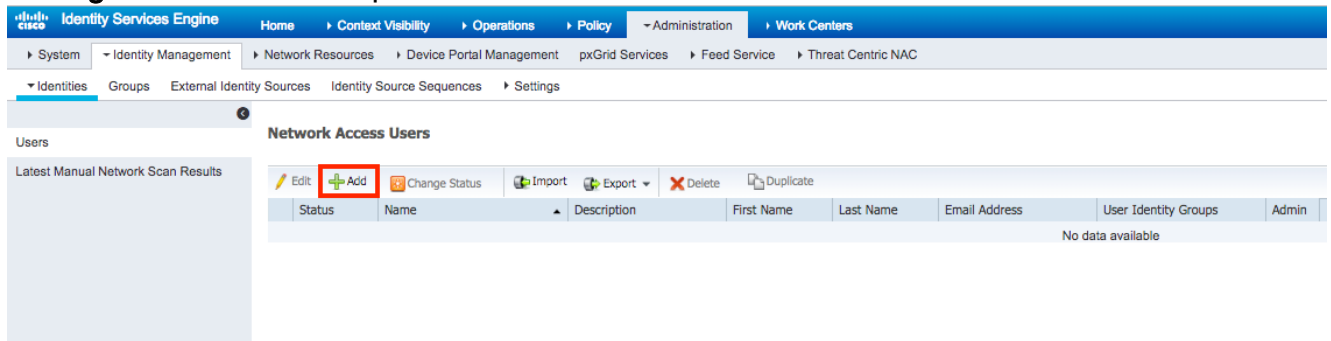 cisco Identity Services Engine Home Context Visibility Operations Policy Administration Work Centers
System Identity Management Network Resources Device Portal Management pxGrid Services Feed Service Threat Centric NAC
Identities Groups External Identity Sources Identity Source Sequences Settings
Network Access Users
Users
Latest Manual Network Scan Results
Edit Add Change Status Import Export Delete Duplicate
Status Name Description First Name Last Name Email Address User Identity Groups Admin
No data available